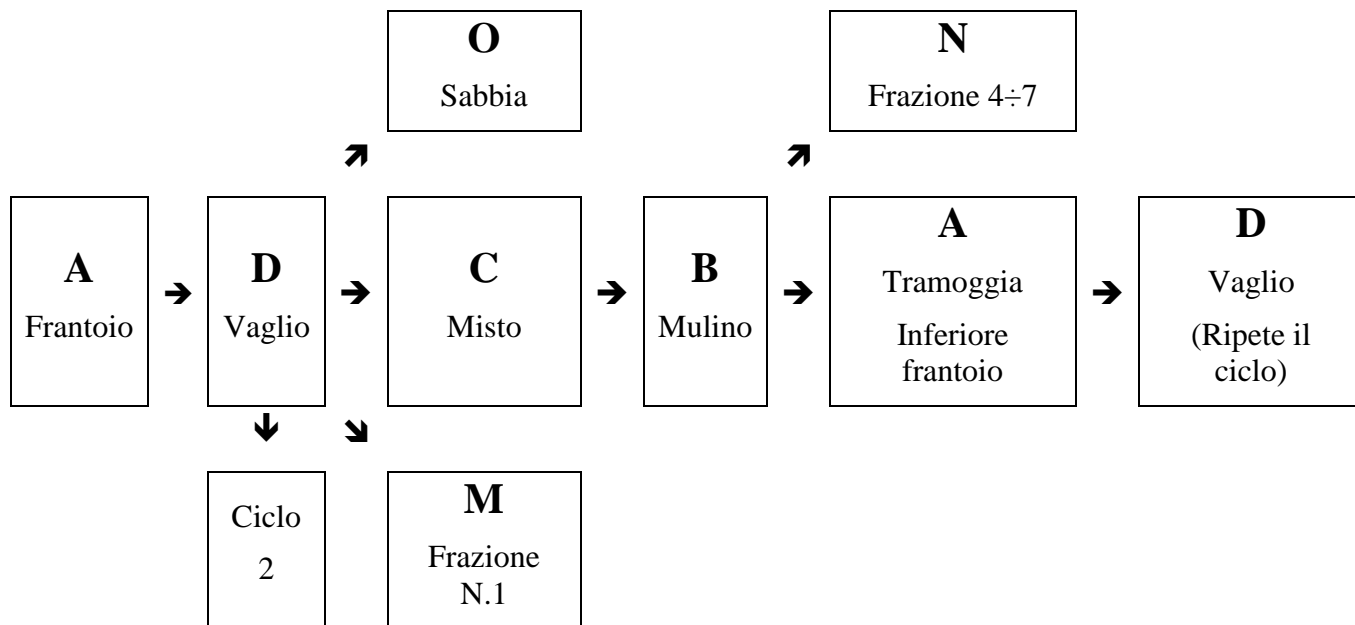 O
Sabbia
N
Frazione 4÷7
A
Frantoio
D
Vaglio
C
Misto
B
Mulino
A
Tramoggia
Inferiore
frantoio
D
Vaglio
(Ripete il
ciclo)
Ciclo
2
M
Frazione
N.1